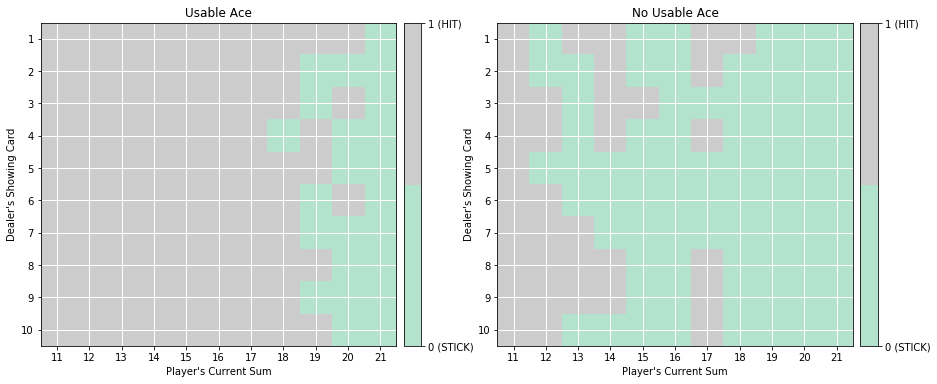 Usable Ace
No Usable Ace
Dealer's Showing Card
1
2
3
4
5
6
7
8
9
10
11 12 13 14 15 16 17 18 19 20 21
Player's Current Sum
1 (HIT)
0 (STICK)
Dealer's Showing Card
1
2
3
4
5
6
7
8
9
10
11 12 13 14 15 16 17 18 19 20 21
Player's Current Sum
1 (HIT)
0 (STICK)